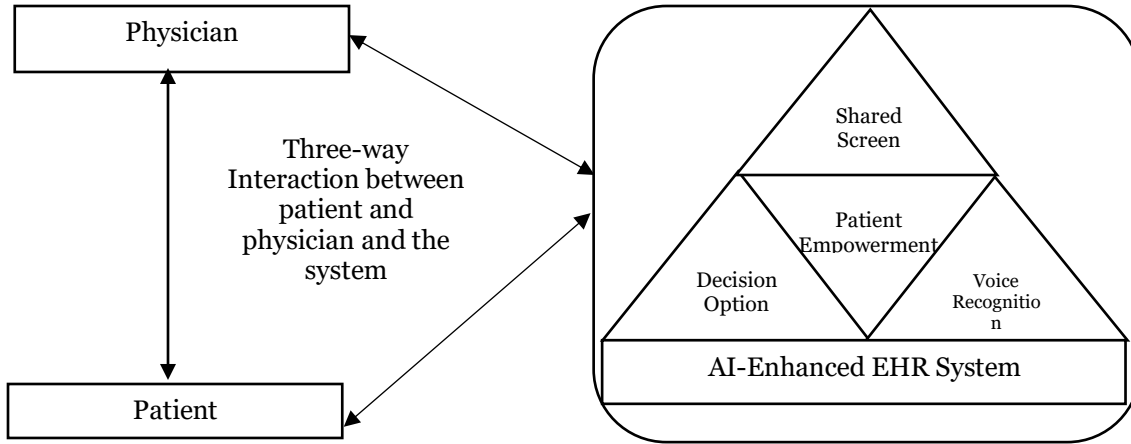 Physician
Three-way
Interaction between
patient and
physician and the
system
Patient
Shared
Screen
Patient
Empowerment
Decision
Option
Voice
Recognitio
n
AI-Enhanced EHR System